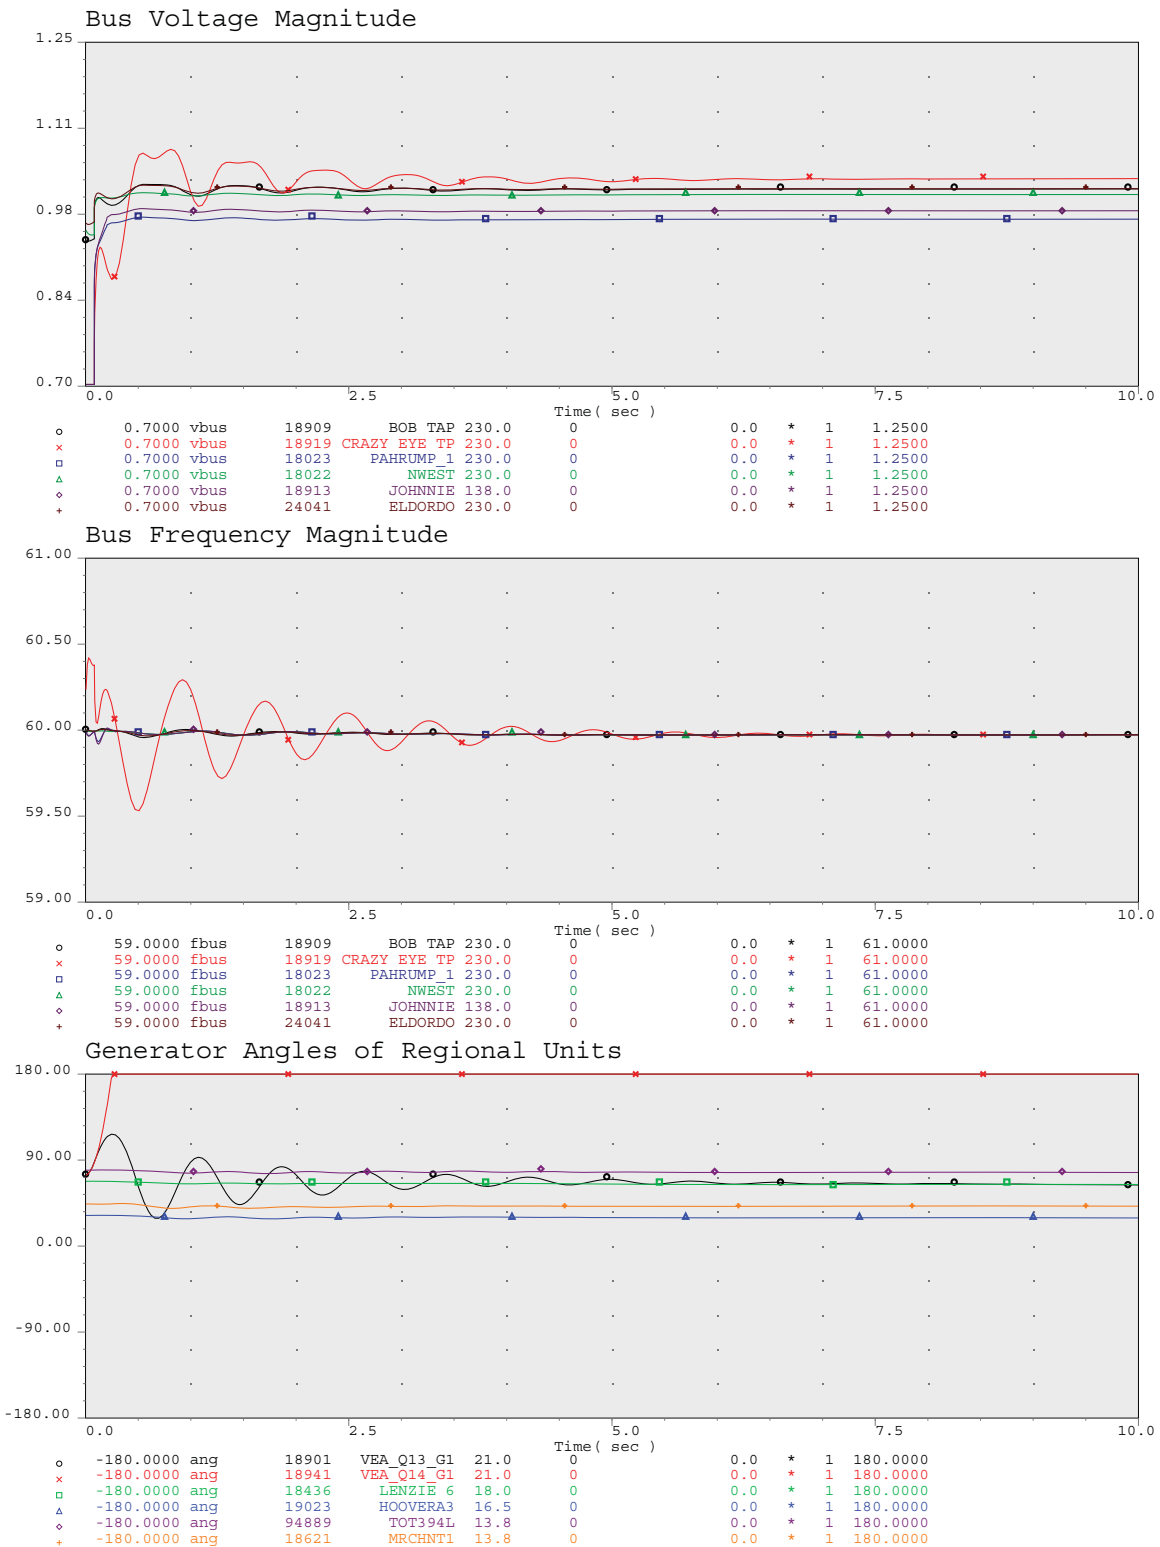 Bus Voltage Magnitude
1.25
1.11
0.98
0.84
0.70
0.0 2.5 5.0 7.5 10.0
Time( sec )
0.7000 vbus 18909 BOB TAP 230.0 0 0.0 * 1 1.2500
0.7000 vbus 18919 CRAZY EYE TP 230.0 0 0.0 * 1 1.2500
0.7000 vbus 18023 PAHRUMP_1 230.0 0 0.0 * 1 1.2500
0.7000 vbus 18022 NWEST 230.0 0 0.0 * 1 1.2500
0.7000 vbus 18913 JOHNNIE 138.0 0 0.0 * 1 1.2500
0.7000 vbus 24041 ELDORDO 230.0 0 0.0 * 1 1.2500
Bus Frequency Magnitude
61.00
60.50
60.00
59.50
59.00
0.0 2.5 5.0 7.5 10.0
Time( sec )
59.0000 fbus 18909 BOB TAP 230.0 0 0.0 * 1 61.0000
59.0000 fbus 18919 CRAZY EYE TP 230.0 0 0.0 * 1 61.0000
59.0000 fbus 18023 PAHRUMP_1 230.0 0 0.0 * 1 61.0000
59.0000 fbus 18022 NWEST 230.0 0 0.0 * 1 61.0000
59.0000 fbus 18913 JOHNNIE 138.0 0 0.0 * 1 61.0000
59.0000 fbus 24041 ELDORDO 230.0 0 0.0 * 1 61.0000
Generator Angles of Regional Units
180.00
90.00
0.00
-90.00
-180.00
0.0 2.5 5.0 7.5 10.0
Time( sec )
-180.0000 ang 18901 VEA_Q13_G1 21.0 0 0.0 * 1 180.0000
-180.0000 ang 18941 VEA_Q14_G1 21.0 0 0.0 * 1 180.0000
-180.0000 ang 18436 LENZIE 6 18.0 0 0.0 * 1 180.0000
-180.0000 ang 19023 HOOVERA3 16.5 0 0.0 * 1 180.0000
-180.0000 ang 94889 TOT394L 13.8 0 0.0 * 1 180.0000
-180.0000 ang 18621 MRCHNT1 13.8 0 0.0 * 1 180.0000